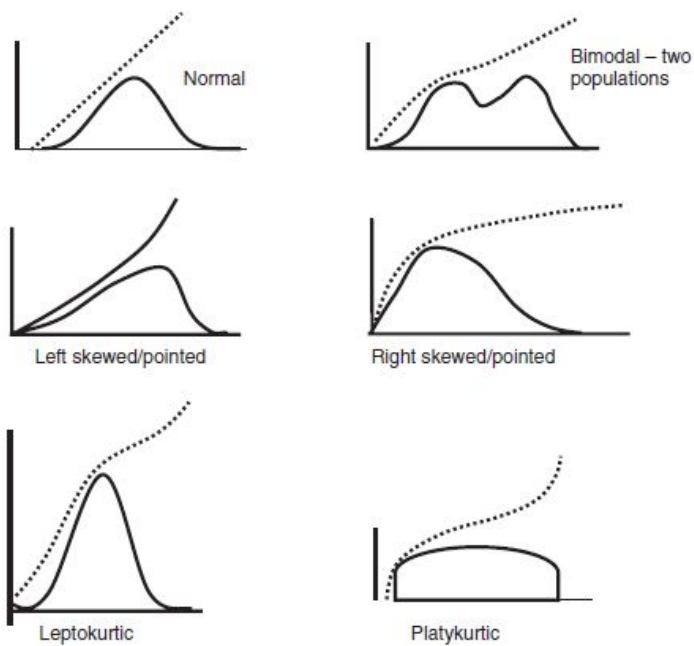 Normal
Bimodal – two
populations
Left skewed/pointed
Right skewed/pointed
Leptokurtic
Platykurtic